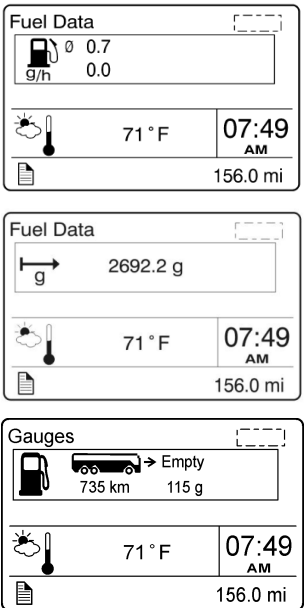 Fuel Data
Ø 0.7
g/h 0.0
71°F
07:49
AM
156.0 mi
Fuel Data
g
2692.2 g
71°F
07:49
AM
156.0 mi
Gauges
Empty
735 km 115 g
71°F
07:49
AM
156.0 mi